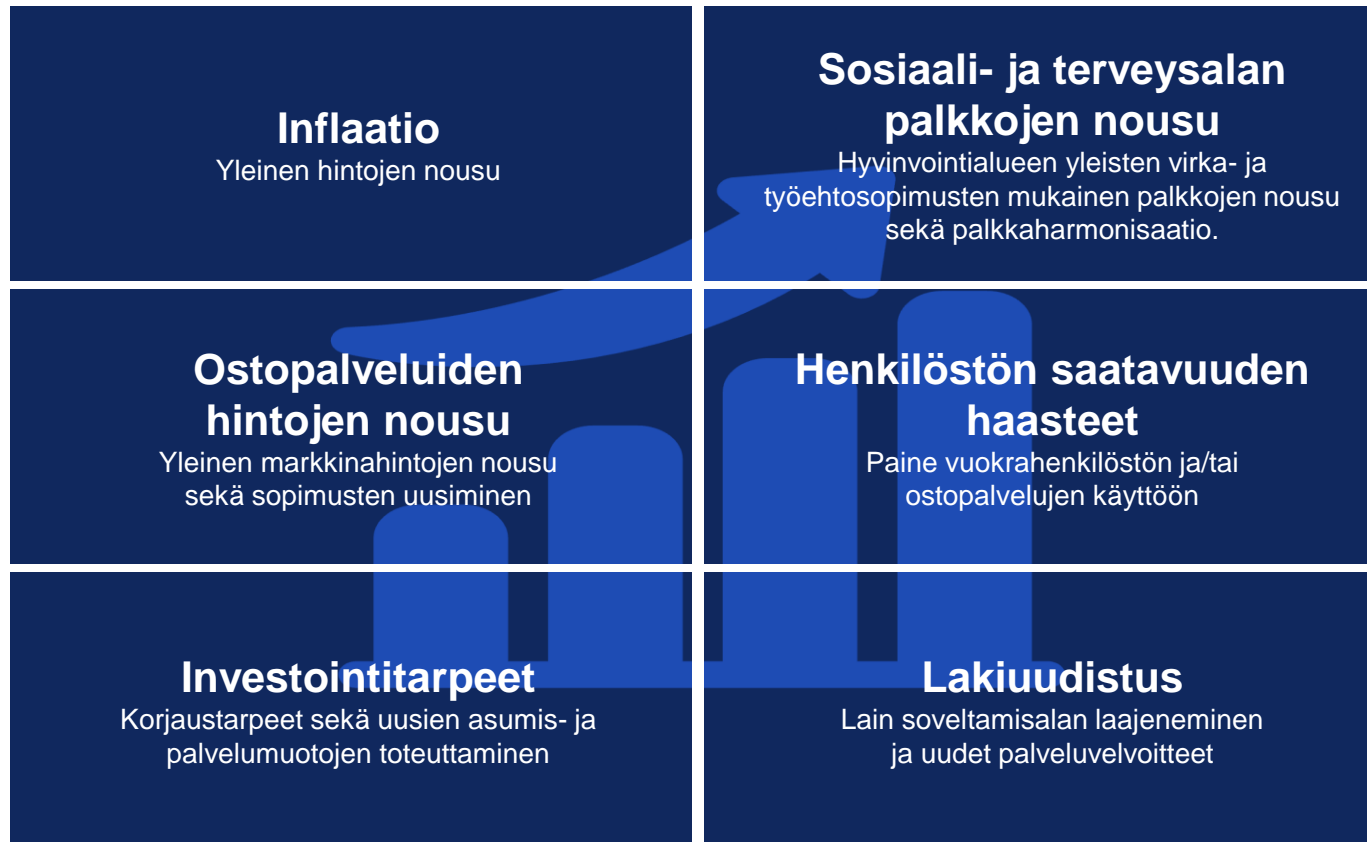 Inflaatio
Yleinen hintojen nousu
Sosiaali- ja terveysalan
palkkojen nousu
Hyvinvointialueen yleisten virka- ja
työehtosopimusten mukainen palkkojen nousu
sekä palkkaharmonisaatio.
Ostopalveluiden
hintojen nousu
Yleinen markkinahintojen nousu
sekä sopimusten uusiminen
Henkilöstön saatavuuden
haasteet
Paine vuokrahenkilöstön ja/tai
ostopalvelujen käyttöön
Investointitarpeet
Korjaustarpeet sekä uusien asumis- ja
palvelumuotojen toteuttaminen
Lakiuudistus
Lain soveltamisalan laajeneminen
ja uudet palveluvelvoitteet